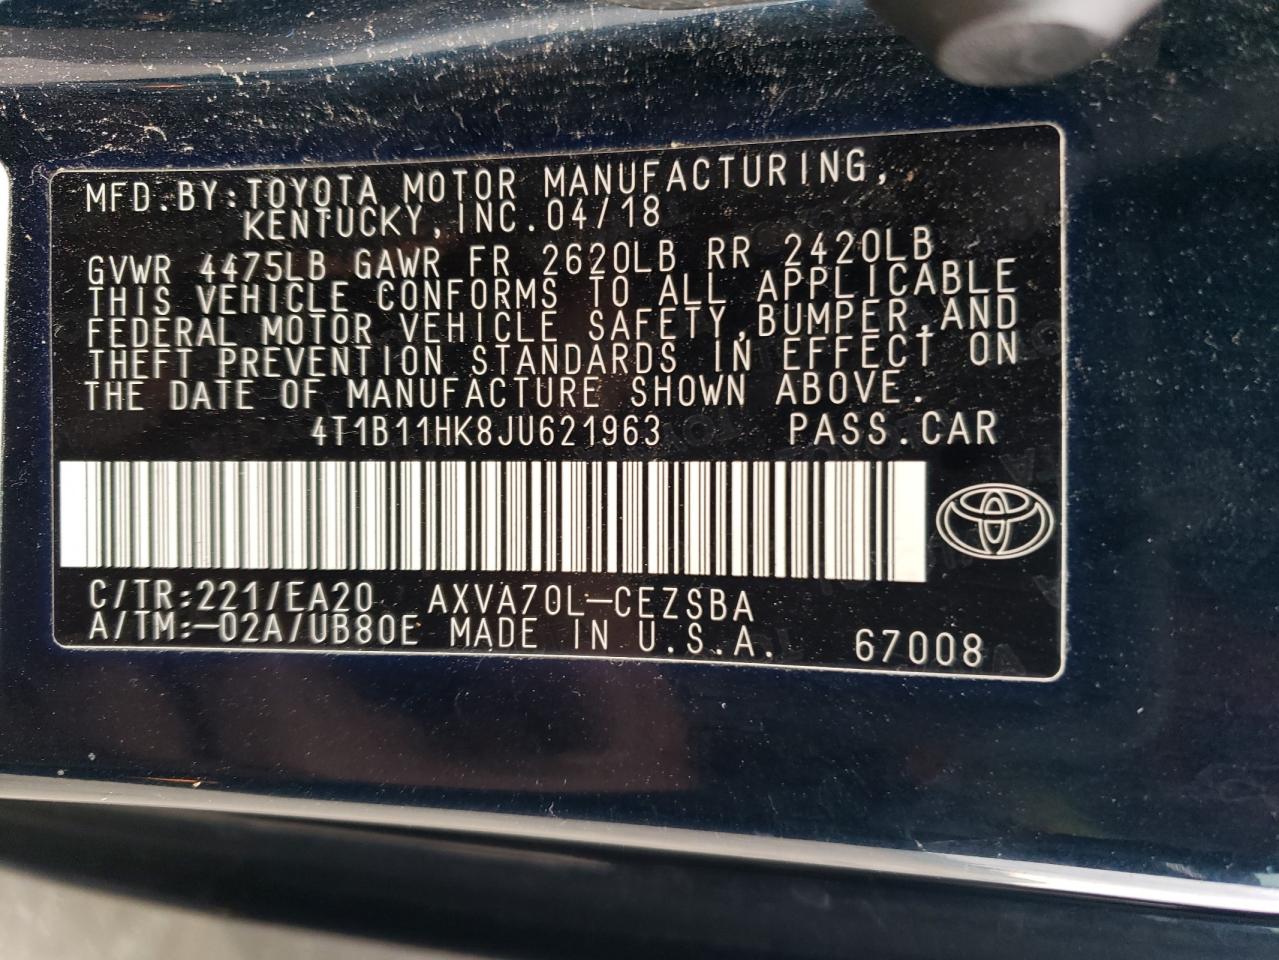 MFD.BY:TOYOTA MOTOR MANUFACTURING,
KENTUCKY,INC.04/18
GVWR 4475LB GAWR FR 2620LB RR 2420LB
THIS VEHICLE CONFORMS TO ALL APPLICABLE
FEDERAL MOTOR VEHICLE SAFETY,BUMPER,AND
THEFT PREVENTION STANDARDS IN EFFECT ON
THE DATE OF MANUFACTURE SHOWN ABOVE.
4T1B11HK8JU621963 PASS.CAR
C/TR:221/EA20 AXVA70L-CEZSBA
A/TM:-02A/UB80E MADE IN U.S.A. 67008